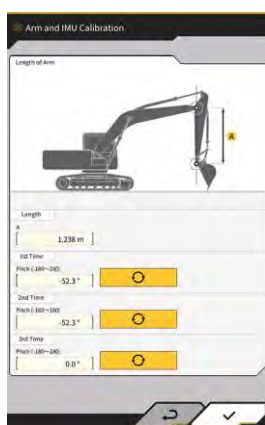 Arm and IMU Calibration
Length of Arm
A
Length
A
1.238 m
1st Time
Pitch (-180~180)
-52.3 °
2nd Time
Pitch (-180~180)
-52.3 °
3rd Time
Pitch (-180~180)
0.0 °